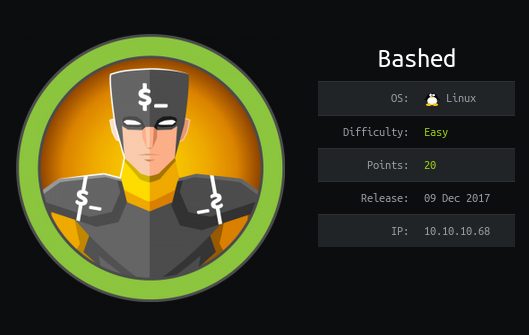 $_
$_
$_
Bashed
OS: Linux
Difficulty: Easy
Points: 20
Release: 09 Dec 2017
IP: 10.10.10.68